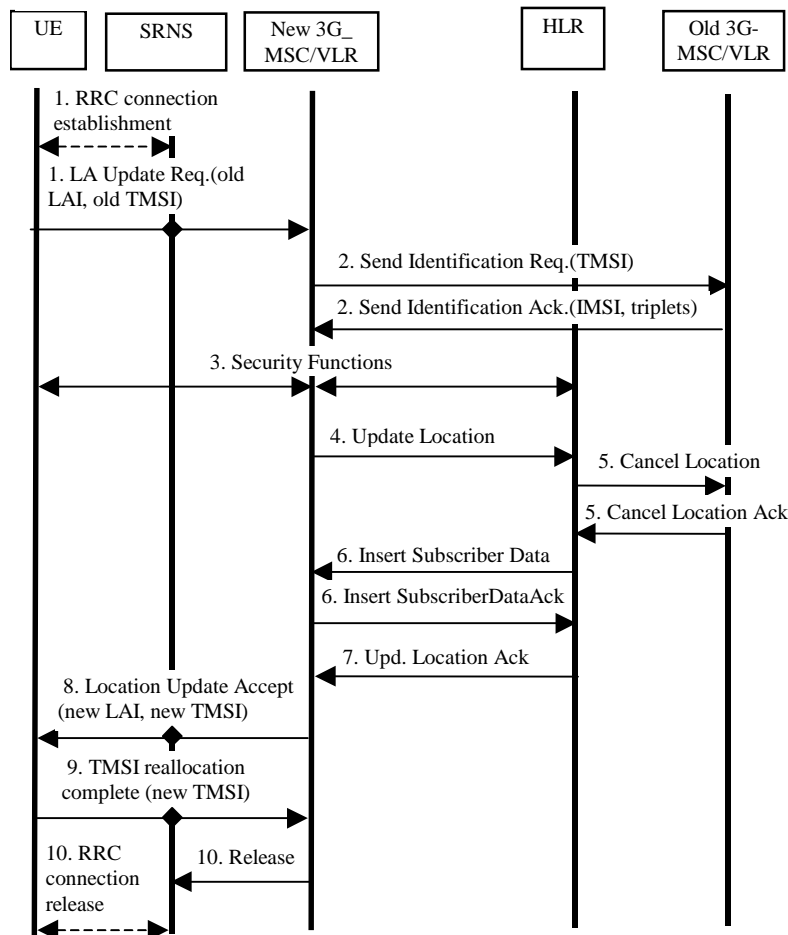 UE
SRNS
New 3G_
MSC/VLR
HLR
Old 3G-
MSC/VLR
1. RRC connection
establishment
1. LA Update Req.(old
LAI, old TMSI)
2. Send Identification Req.(TMSI)
2. Send Identification Ack.(IMSI, triplets)
3. Security Functions
4. Update Location
5. Cancel Location
5. Cancel Location Ack
6. Insert Subscriber Data
6. Insert SubscriberDataAck
7. Upd. Location Ack
8. Location Update Accept
(new LAI, new TMSI)
9. TMSI reallocation
complete (new TMSI)
10. RRC
connection
release
10. Release